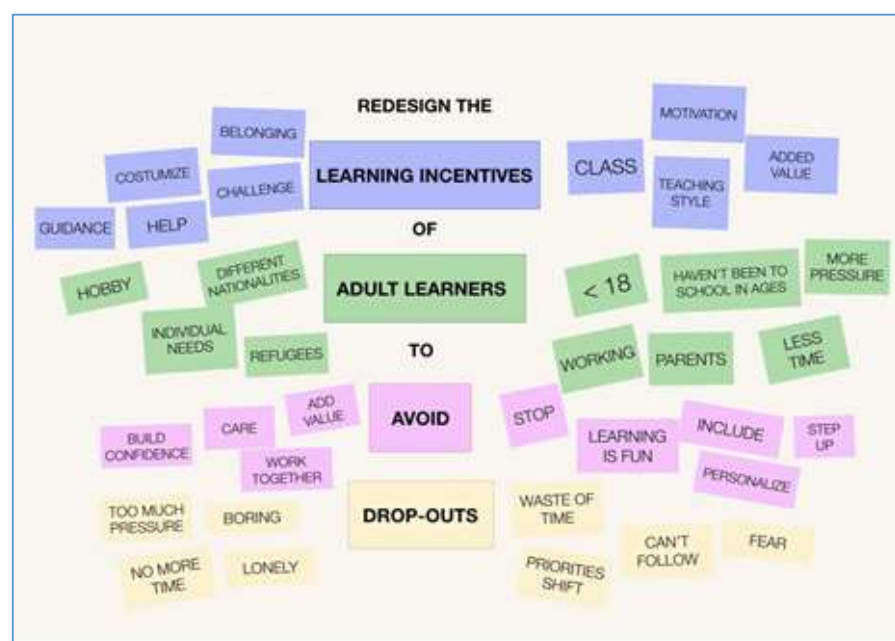 REDESIGN THE
BELONGING
MOTIVATION
COSTUMIZE
CHALLENGE
LEARNING INCENTIVES
CLASS
TEACHING
STYLE
ADDED
VALUE
GUIDANCE
HELP
OF
HOBBY
DIFFERENT
NATIONALITIES
ADULT LEARNERS
< 18
HAVEN'T BEEN TO
SCHOOL IN AGES
MORE
PRESSURE
INDIVIDUAL
NEEDS
REFUGEES
TO
WORKING
PARENTS
LESS
TIME
BUILD
CONFIDENCE
CARE
ADD
VALUE
WORK
TOGETHER
AVOID
STOP
LEARNING
IS FUN
INCLUDE
STEP
UP
PERSONALIZE
TOO MUCH
PRESSURE
BORING
DROP-OUTS
WASTE OF
TIME
NO MORE
TIME
LONELY
PRIORITIES
SHIFT
CAN'T
FOLLOW
FEAR